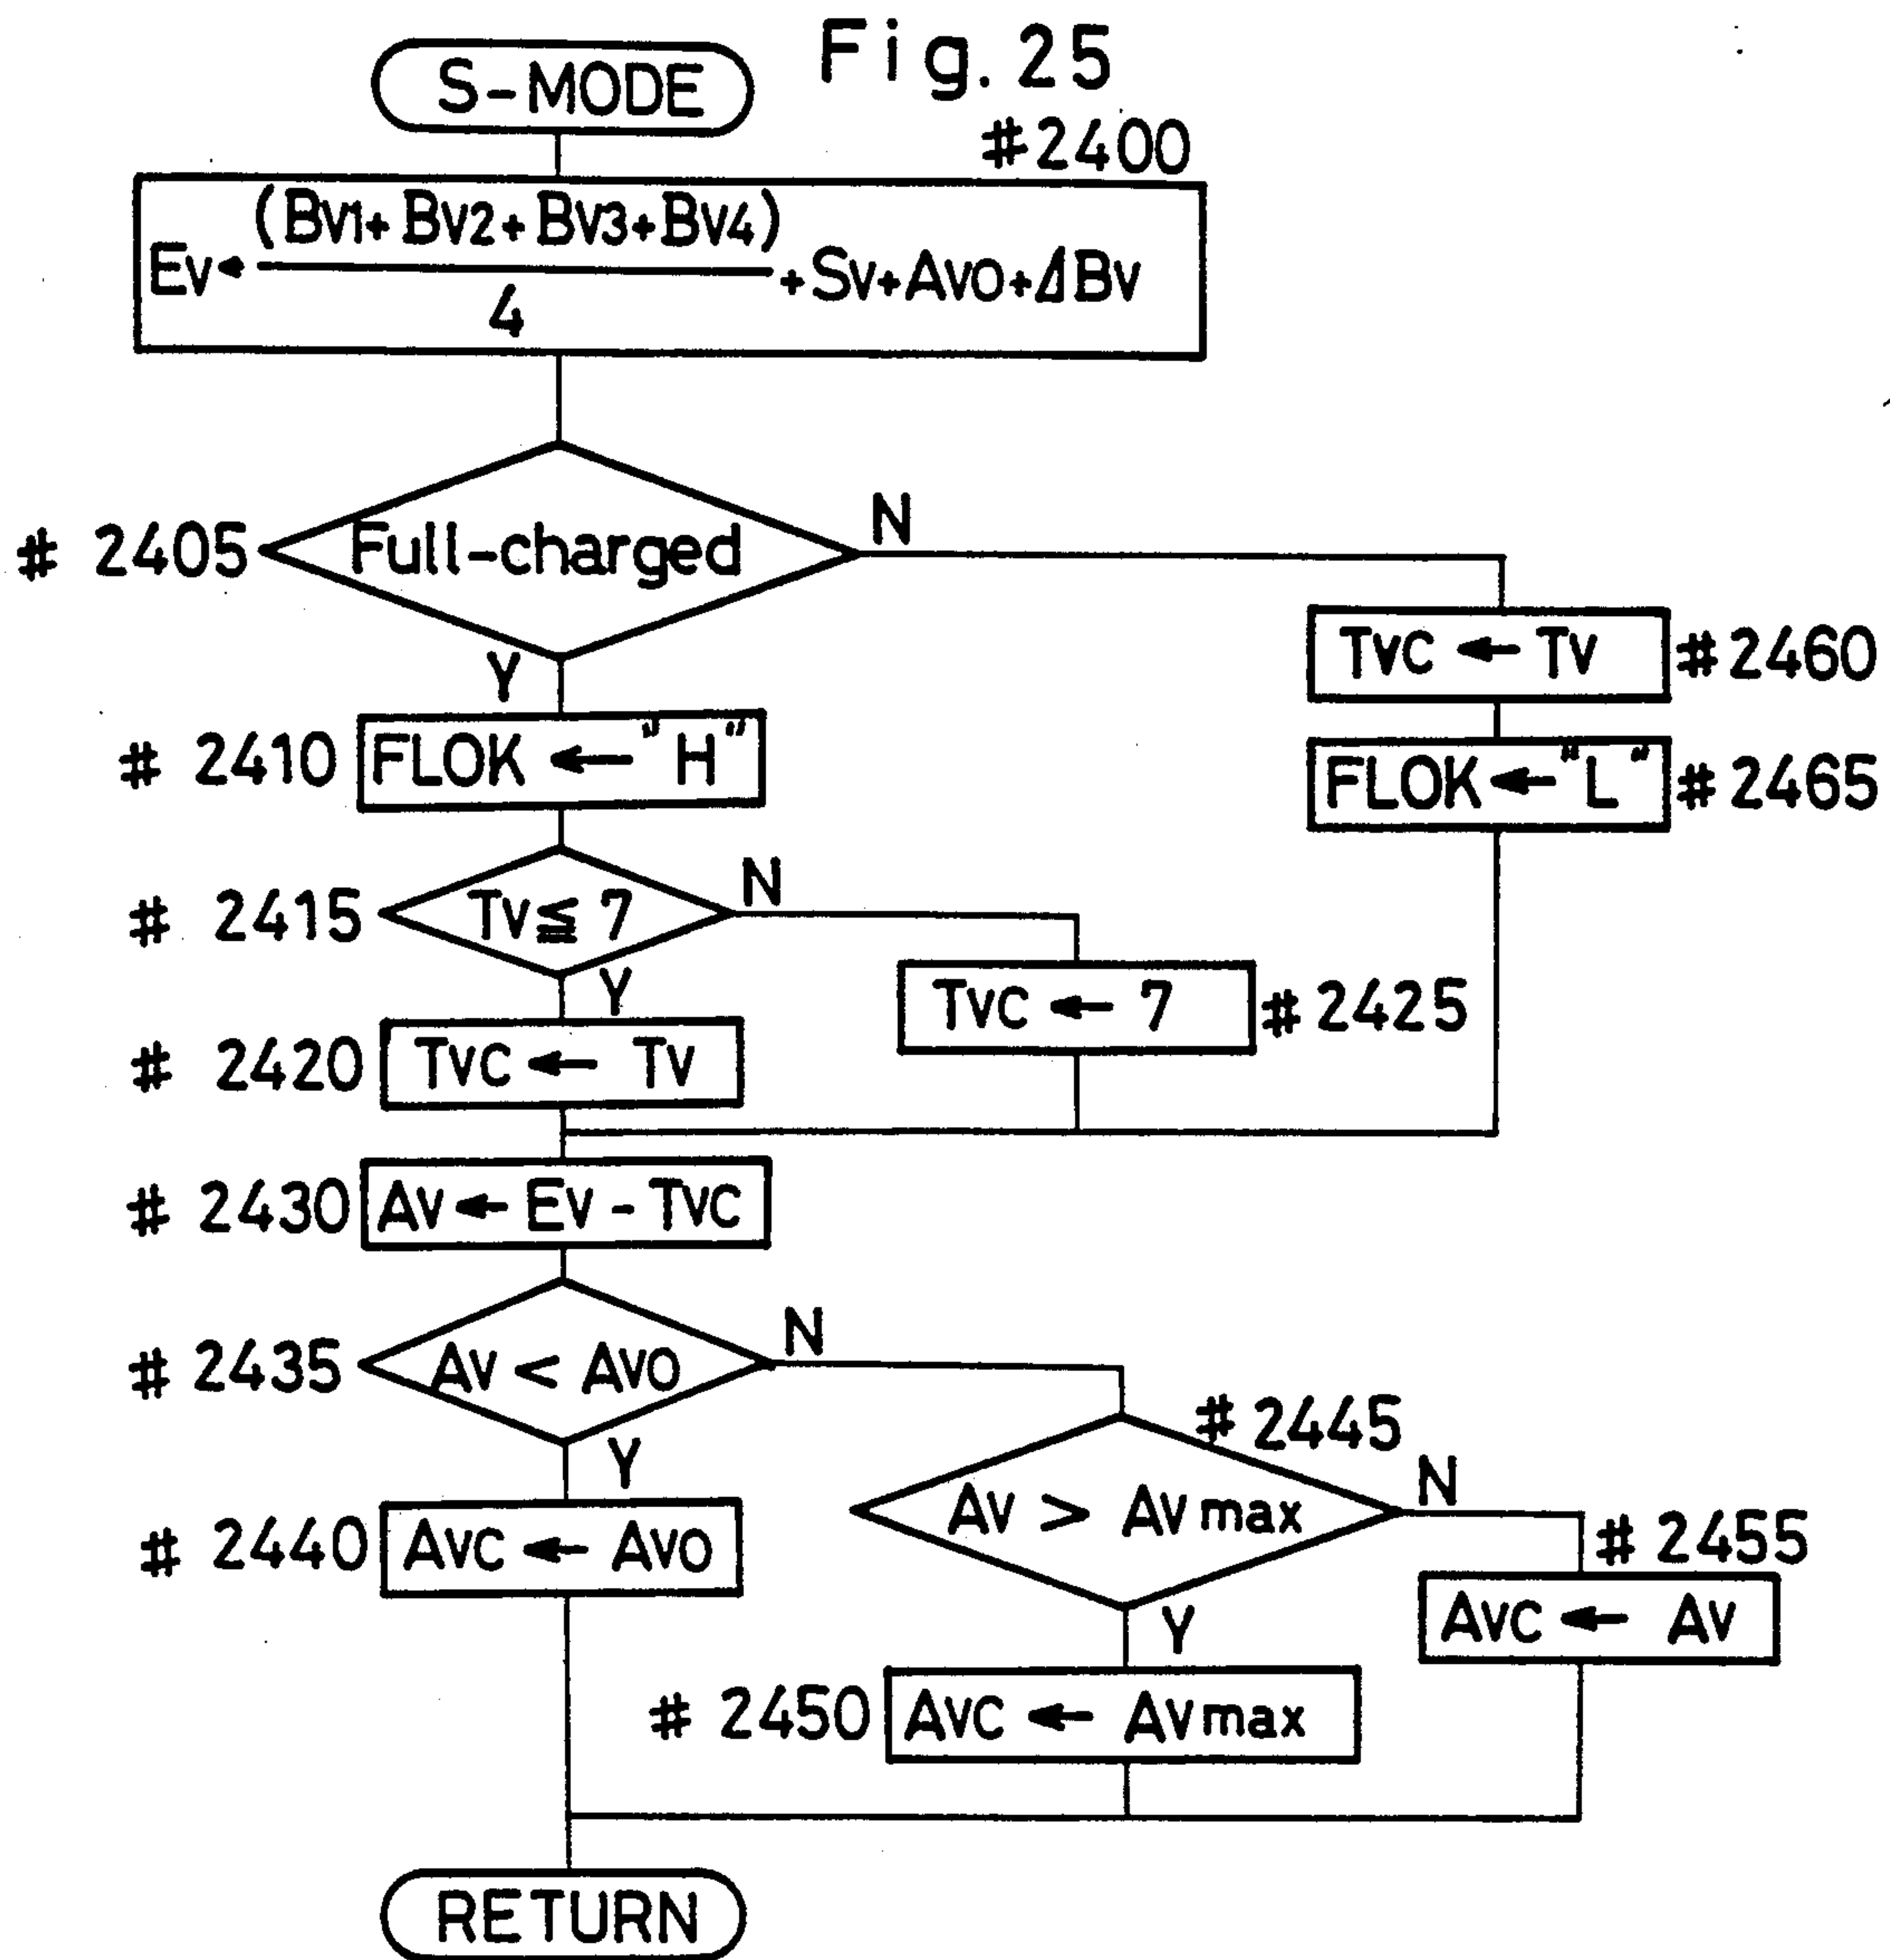 Fig. 25
S-MODE
#2400
(BV1+BV2+BV3+BV4)
EV← ————— +SV+AVO+ΔBV
4
# 2405
Full-charged
N
Y
TVC ← TV
#2460
# 2410
FLOK ← "H"
FLOK ← "L"
#2465
# 2415
TV ≦ 7
N
Y
TVC ← 7
#2425
# 2420
TVC ← TV
# 2430
AV ← EV - TVC
# 2435
AV < AVO
N
Y
# 2445
AV > AVmax
N
Y
# 2440
AVC ← AVO
# 2455
AVC ← AV
# 2450
AVC ← AVmax
RETURN